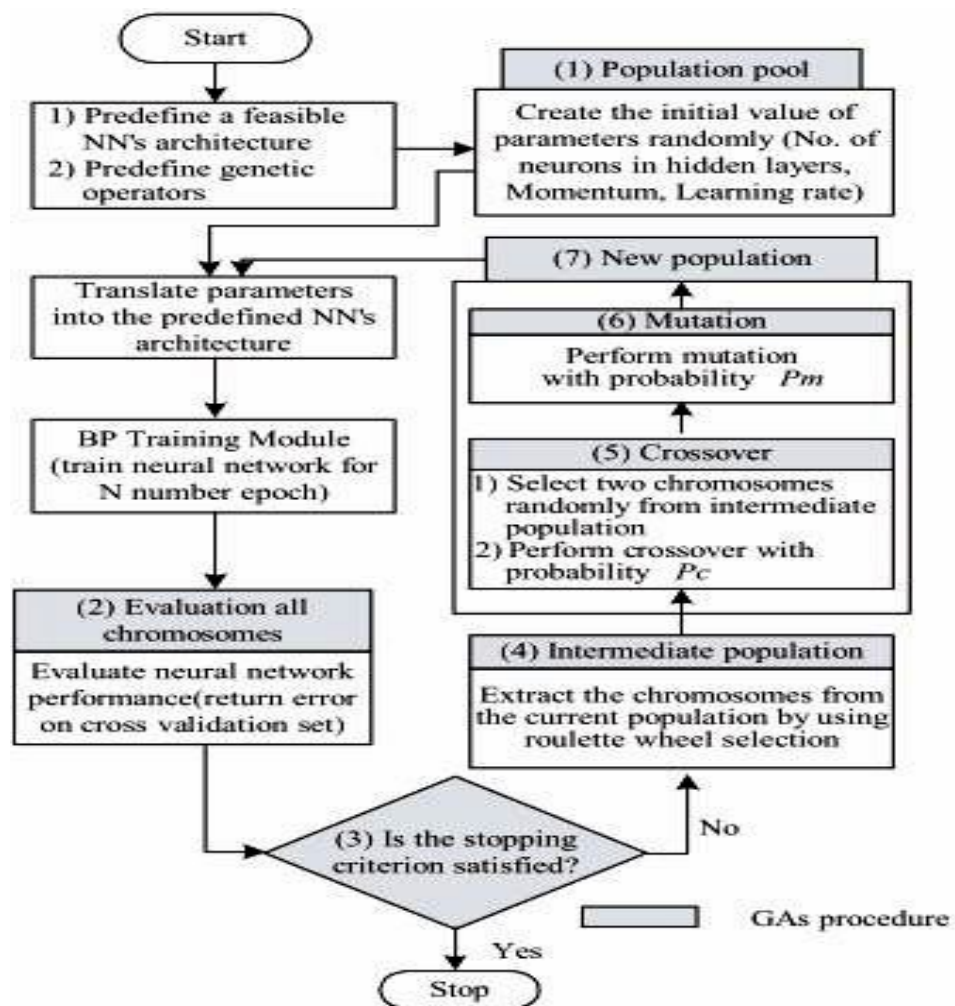 Start
1) Predefine a feasible
NN's architecture
2) Predefine genetic
operators
(1) Population pool
Create the initial value of
parameters randomly (No. of
neurons in hidden layers,
Momentum, Learning rate)
Translate parameters
into the predefined NN's
architecture
BP Training Module
(train neural network for
N number epoch)
(2) Evaluation all
chromosomes
Evaluate neural network
performance(return error
on cross validation set)
(3) Is the stopping
criterion satisfied?
No
(4) Intermediate population
Extract the chromosomes from
the current population by using
roulette wheel selection
(5) Crossover
1) Select two chromosomes
randomly from intermediate
population
2) Perform crossover with
probability Pc
(6) Mutation
Perform mutation
with probability Pm
(7) New population
Yes
Stop
GAs procedure